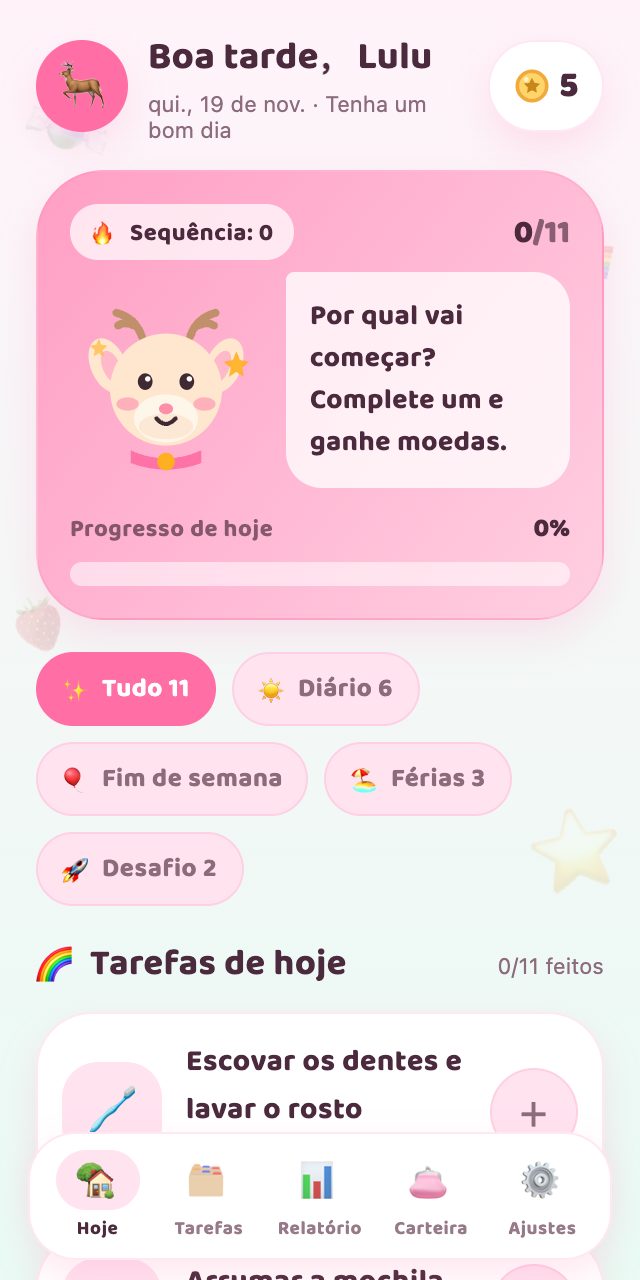 Boa tarde,  Lulu
qui., 19 de nov. · Tenha um
bom dia
5
Sequência: 0
0/11
Por qual vai
começar?
Complete um e
ganhe moedas.
Progresso de hoje
0%
Tudo 11
Diário 6
Fim de semana
Férias 3
Desafio 2
Tarefas de hoje
0/11 feitos
Escovar os dentes e
lavar o rosto
+
Hoje
Tarefas
Relatório
Carteira
Ajustes
Arrumar a mochila